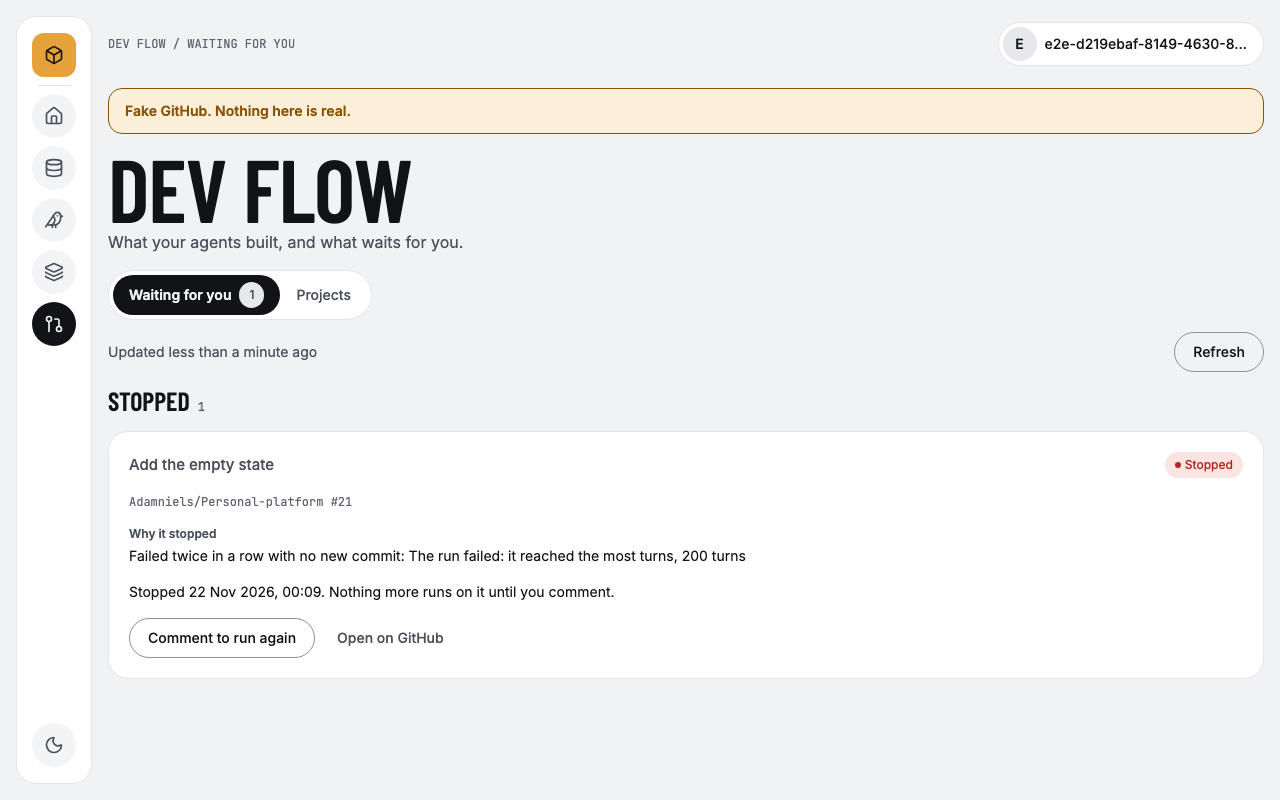 DEV FLOW / WAITING FOR YOU
E
e2e-d219ebaf-8149-4630-8...
Fake GitHub. Nothing here is real.
DEV FLOW
What your agents built, and what waits for you.
Waiting for you 1
Projects
Updated less than a minute ago
Refresh
STOPPED 1
Add the empty state
Stopped
Adamniels/Personal-platform #21
Why it stopped
Failed twice in a row with no new commit: The run failed: it reached the most turns, 200 turns
Stopped 22 Nov 2026, 00:09. Nothing more runs on it until you comment.
Comment to run again
Open on GitHub